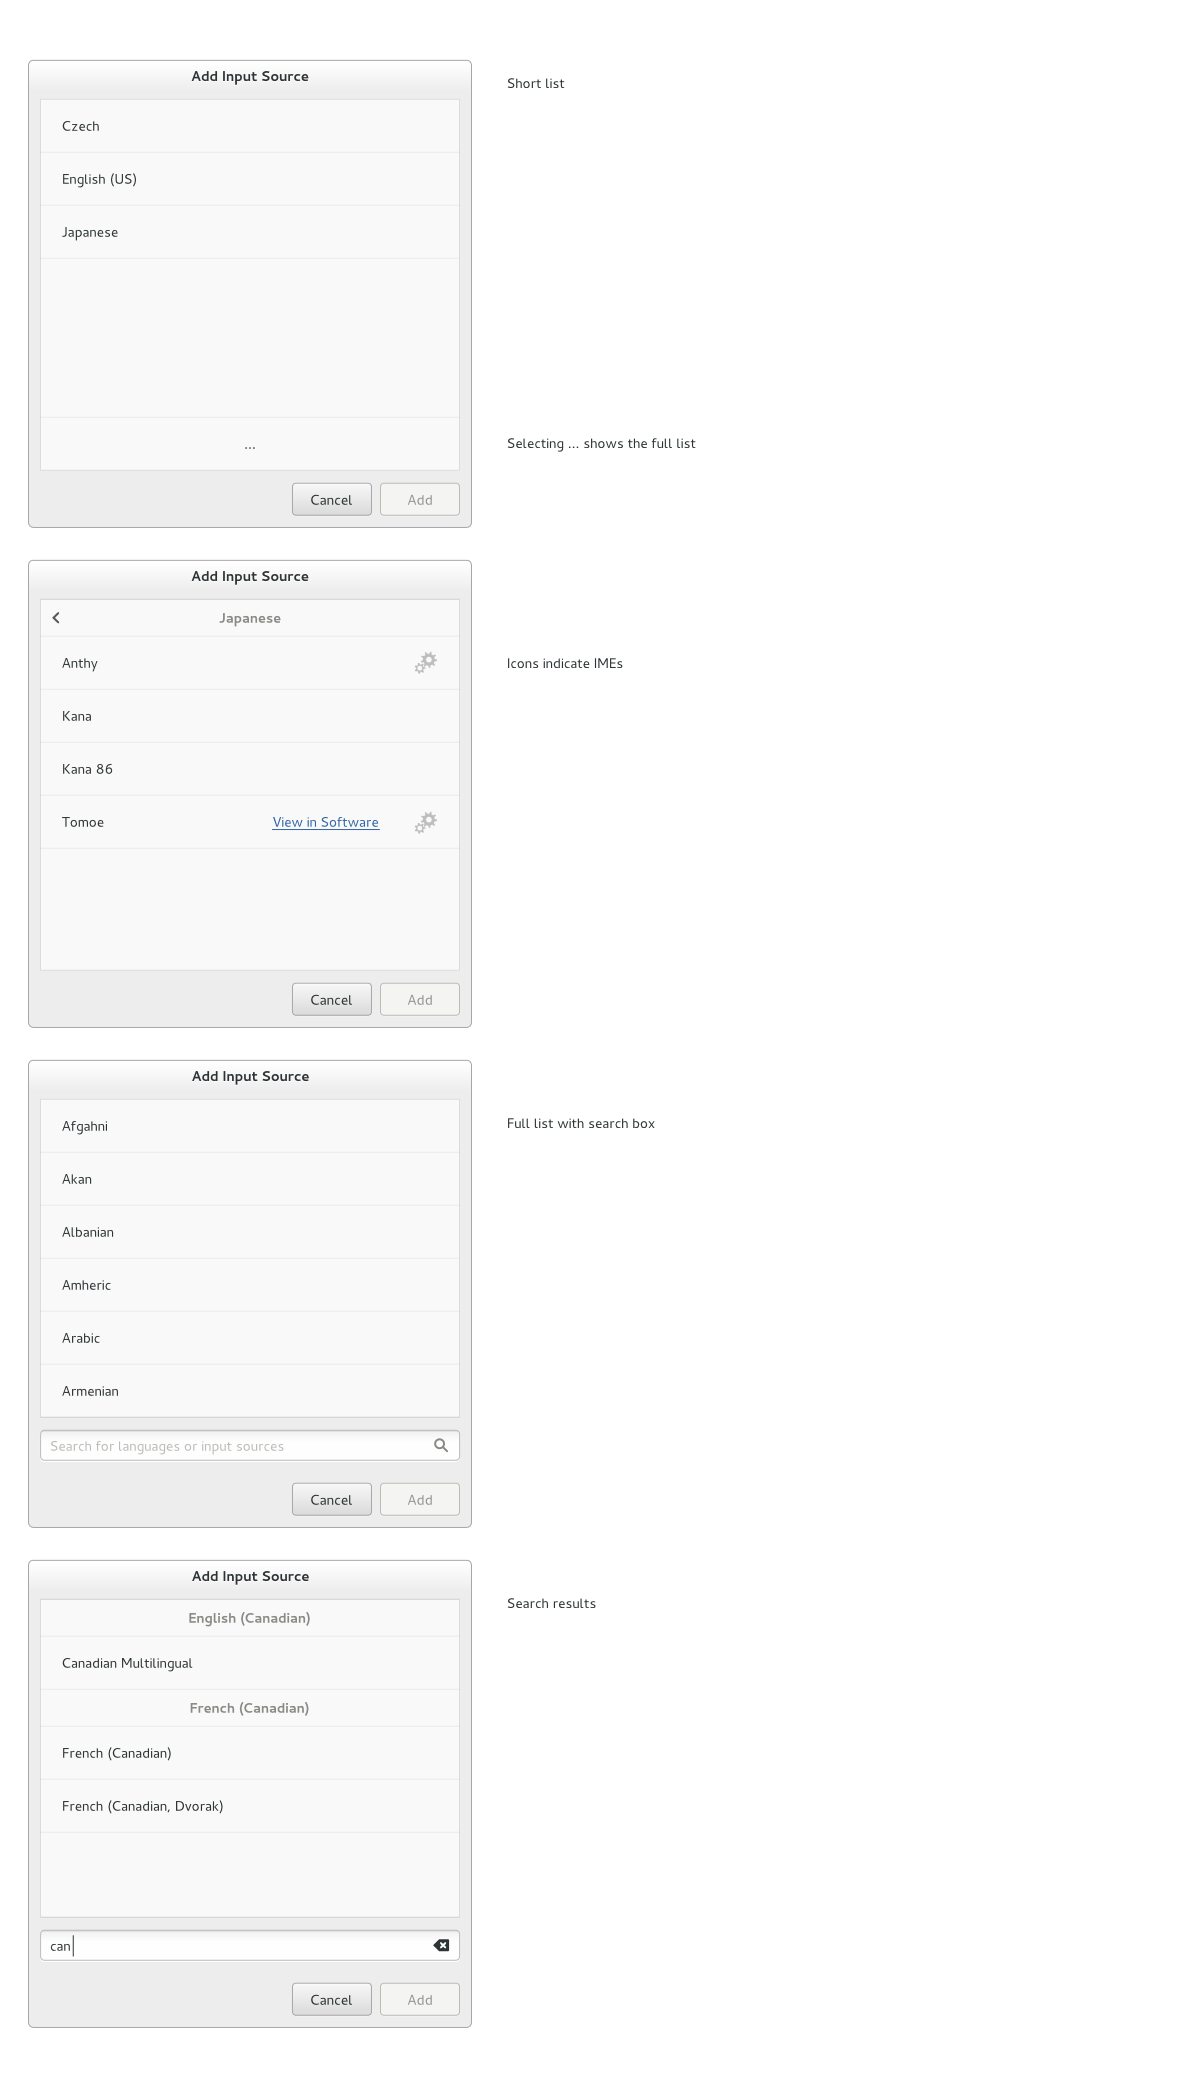 Add Input Source
Short list
Czech
English (US)
Japanese
...
Selecting ... shows the full list
Cancel
Add
Add Input Source
Japanese
Anthy
Icons indicate IMEs
Kana
Kana 86
Tomoe
View in Software
Cancel
Add
Add Input Source
Afgahni
Full list with search box
Akan
Albanian
Amheric
Arabic
Armenian
Search for languages or input sources
Cancel
Add
Add Input Source
Search results
English (Canadian)
Canadian Multilingual
French (Canadian)
French (Canadian)
French (Canadian, Dvorak)
can
Cancel
Add